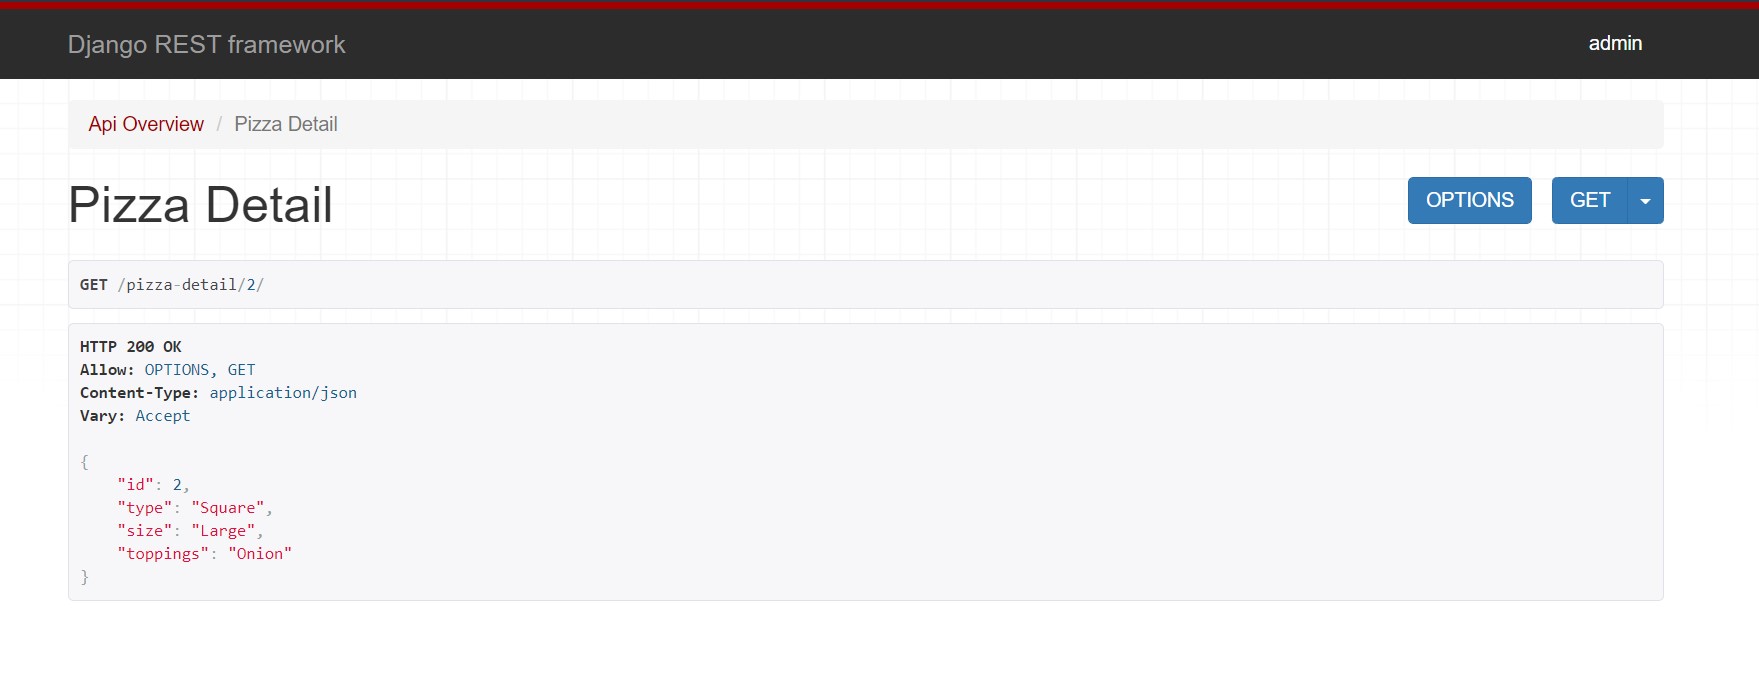 Django REST framework
admin
Api Overview / Pizza Detail
Pizza Detail
OPTIONS
GET
GET /pizza-detail/2/
HTTP 200 OK
Allow: OPTIONS, GET
Content-Type: application/json
Vary: Accept
{
    "id": 2,
    "type": "Square",
    "size": "Large",
    "toppings": "Onion"
}